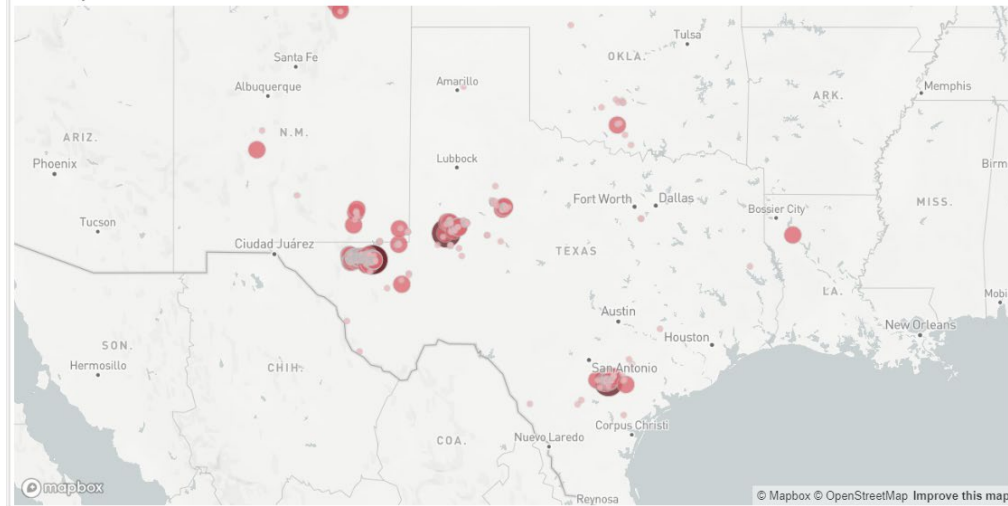 Tulsa
OKLA.
Santa Fe
Albuquerque
Amarillo
Memphis
ARK.
ARIZ.
N.M.
Phoenix
Lubbock
Birm
Fort Worth
Dallas
MISS.
Tucson
Bossier City
Ciudad Juárez
TEXAS
LA.
Mobi
Austin
New Orleans
SON.
Houston
Hermosillo
CHIH.
San Antonio
Corpus Christi
COA.
Nuevo Laredo
mapbox
Reynosa
© Mapbox © OpenStreetMap Improve this map